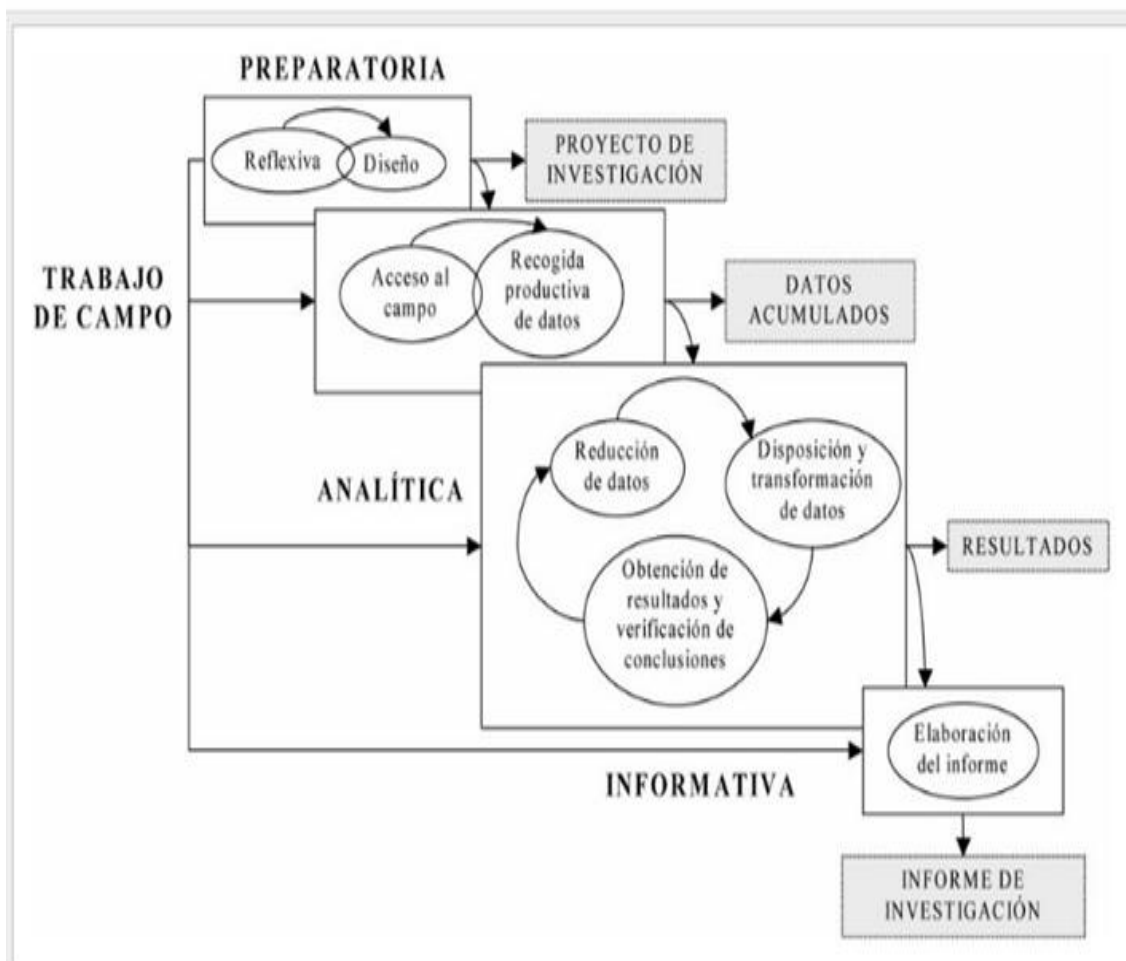 PREPARATORIA
Reflexiva
Diseño
PROYECTO DE
INVESTIGACIÓN
TRABAJO
DE CAMPO
Acceso al
campo
Recogida
productiva
de datos
DATOS
ACUMULADOS
ANALÍTICA
Reducción
de datos
Disposición y
transformación
de datos
Obtención de
resultados y
verificación de
conclusiones
RESULTADOS
INFORMATIVA
Elaboración
del informe
INFORME DE
INVESTIGACIÓN